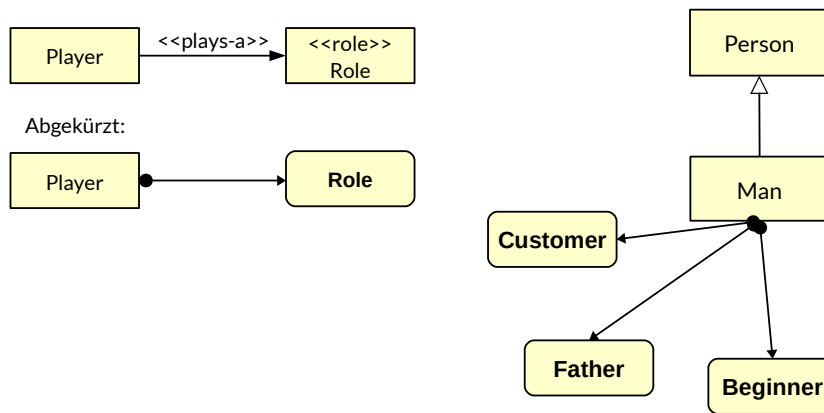 <<plays-a>>
Player
<<role>>
Role
Abgekürzt:
Player
Role
Person
Man
Customer
Father
Beginner